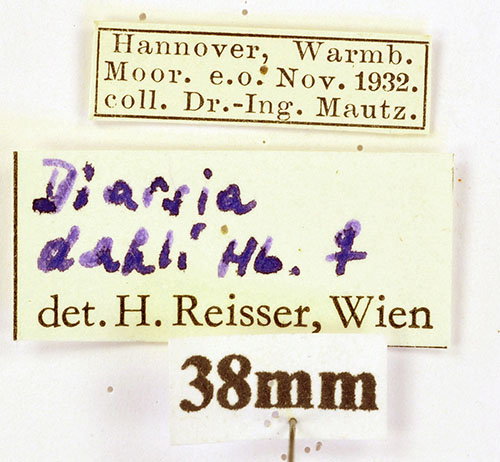 Hannover, Warmb.
Moor. e.o. Nov. 1932.
coll. Dr.-Ing. Mautz.
Diarsia
dahli Hb. ♀
det. H. Reisser, Wien
38mm